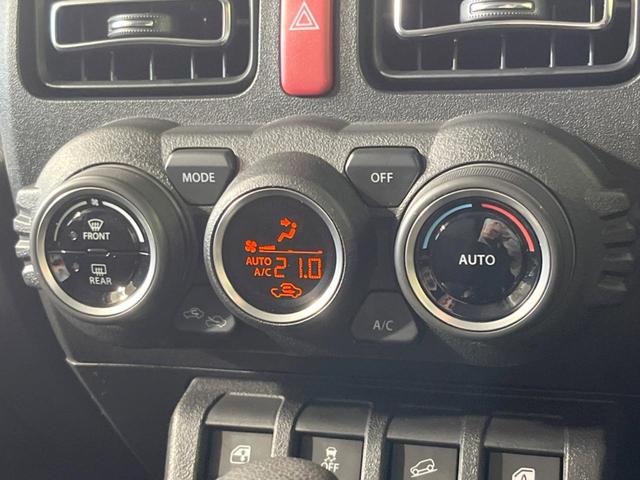 MODE
OFF
FRONT
REAR
AUTO
A/C
21.0
AUTO
A/C
OFF
A